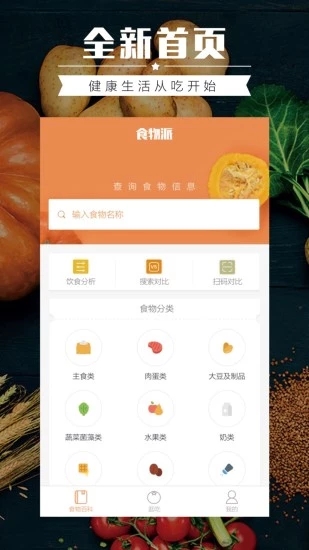 全新首页
健康生活从吃开始
食物派
查询食物信息
输入食物名称
饮食分析
VS
搜索对比
扫码对比
食物分类
主食类
肉蛋类
大豆及制品
蔬菜菌藻类
水果类
奶类
食物百科
起吃
我的